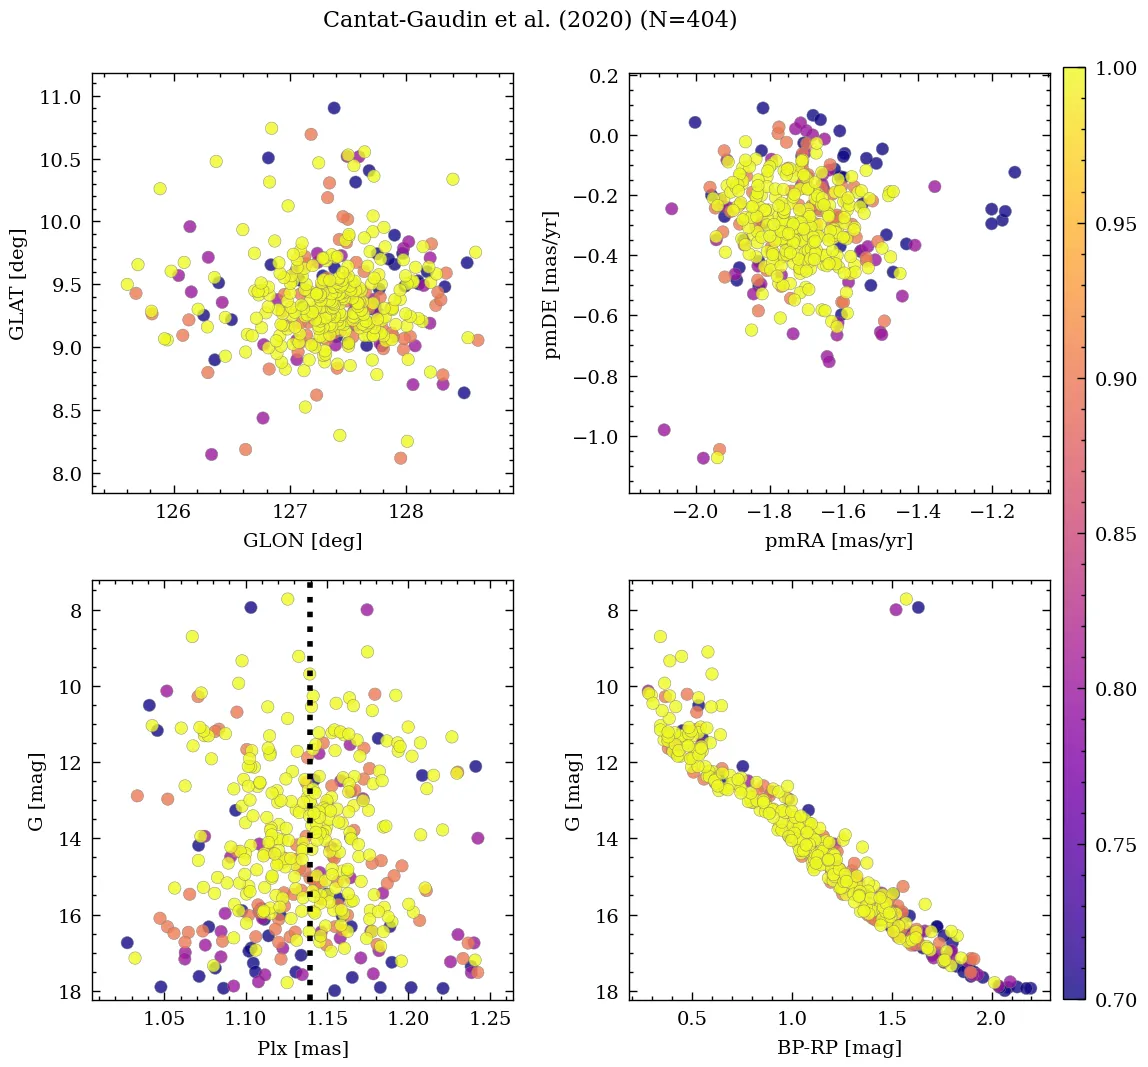 Cantat-Gaudin et al. (2020) (N=404)
11.0
10.5
10.0
9.5
9.0
8.5
8.0
GLAT [deg]
126 127 128
GLON [deg]
0.2
0.0
−0.2
−0.4
−0.6
−0.8
−1.0
pmDE [mas/yr]
−2.0 −1.8 −1.6 −1.4 −1.2
pmRA [mas/yr]
8
10
12
14
16
18
G [mag]
1.05 1.10 1.15 1.20 1.25
Plx [mas]
8
10
12
14
16
18
G [mag]
0.5 1.0 1.5 2.0
BP-RP [mag]
1.00
0.95
0.90
0.85
0.80
0.75
0.70